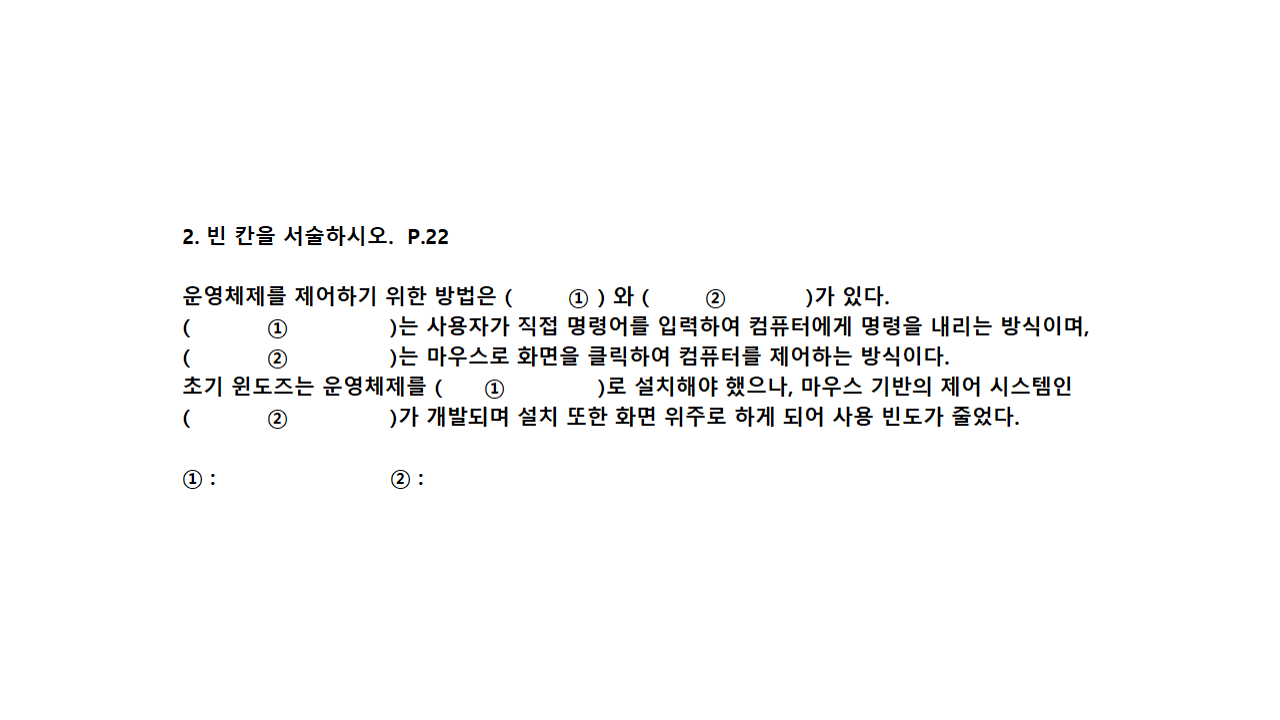 2. 빈 칸을 서술하시오. P.22
운영체제를 제어하기 위한 방법은 ( ① ) 와 ( ② )가 있다.
( ① )는 사용자가 직접 명령어를 입력하여 컴퓨터에게 명령을 내리는 방식이며,
( ② )는 마우스로 화면을 클릭하여 컴퓨터를 제어하는 방식이다.
초기 윈도즈는 운영체제를 ( ① )로 설치해야 했으나, 마우스 기반의 제어 시스템인
( ② )가 개발되며 설치 또한 화면 위주로 하게 되어 사용 빈도가 줄었다.
① : ② :